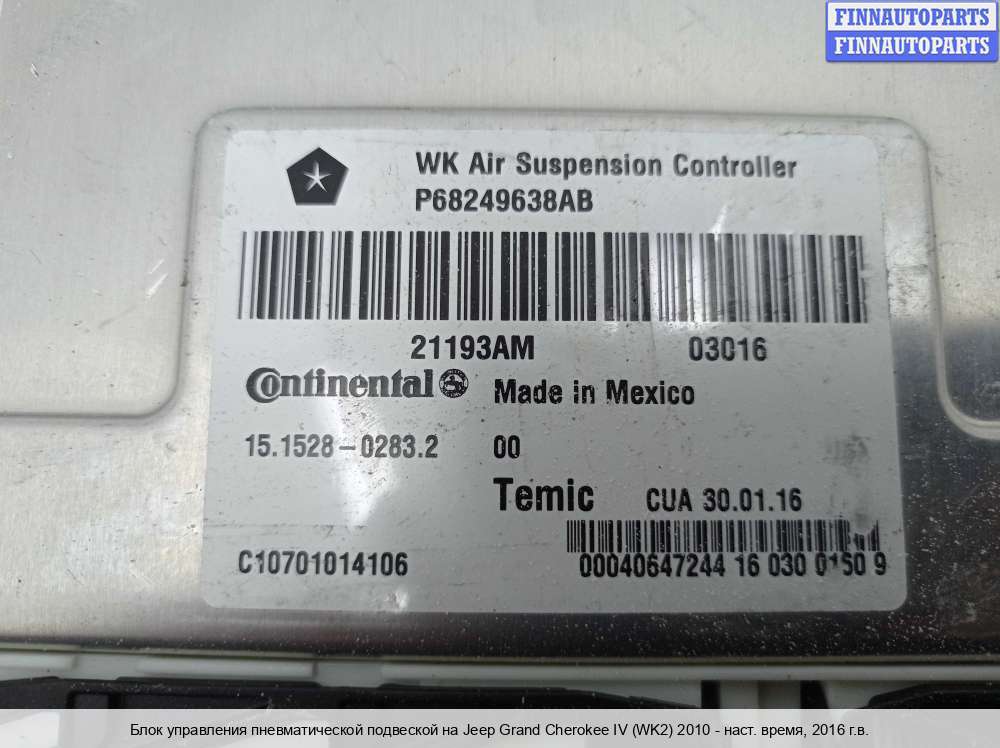 FINNAUTOPARTS
FINNAUTOPARTS
WK Air Suspension Controller
P68249638AB
21193AM 03016
Continental Made in Mexico
15.1528-0283.2 00
Temic CUA 30.01.16
C10701014106 00040647244 16 030 0 9
Блок управления пневматической подвеской на Jeep Grand Cherokee IV (WK2) 2010 - наст. время, 2016 г.в.